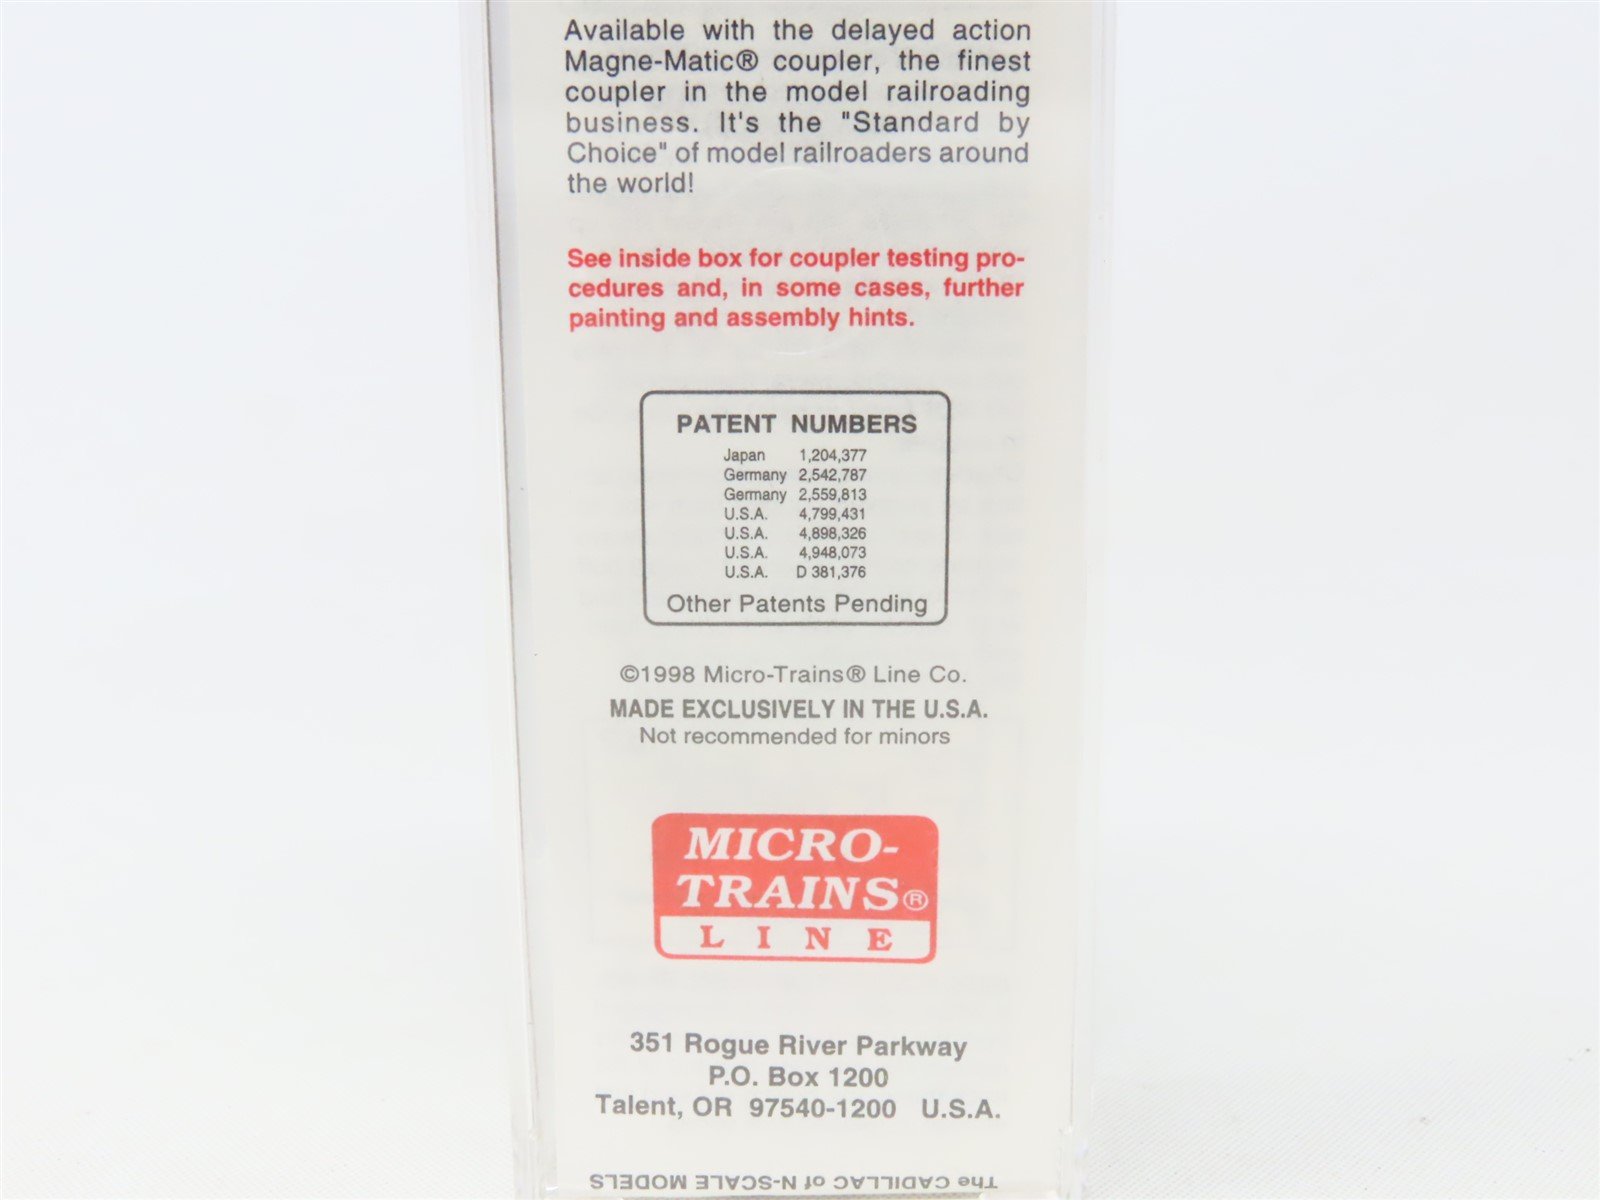 Available with the delayed action
Magne-Matic® coupler, the finest
coupler in the model railroading
business. It's the "Standard by
Choice" of model railroaders around
the world!
See inside box for coupler testing pro-
cedures and, in some cases, further
painting and assembly hints.
PATENT NUMBERS
Japan 1,204,377
Germany 2,542,787
Germany 2,559,813
U.S.A. 4,799,431
U.S.A. 4,898,326
U.S.A. 4,948,073
U.S.A. D 381,376
Other Patents Pending
©1998 Micro-Trains® Line Co.
MADE EXCLUSIVELY IN THE U.S.A.
Not recommended for minors
MICRO-
TRAINS®
LINE
351 Rogue River Parkway
P.O. Box 1200
Talent, OR 97540-1200 U.S.A.
The CADILLAC of N-SCALE MODELS